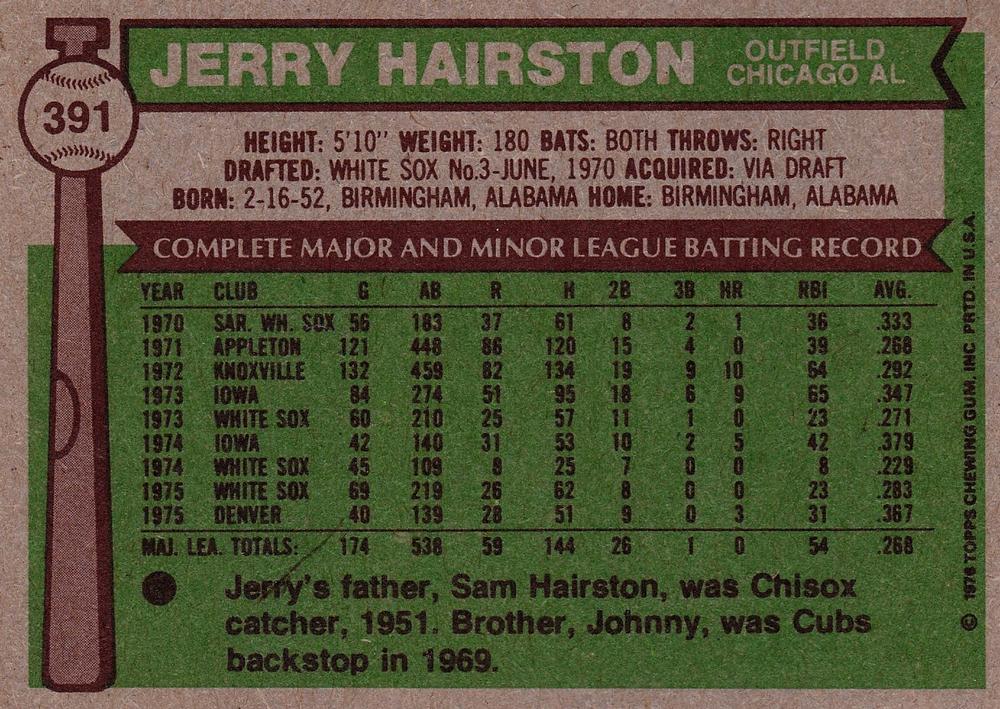 391
JERRY HAIRSTON
OUTFIELD
CHICAGO AL
HEIGHT: 5'10" WEIGHT: 180 BATS: BOTH THROWS: RIGHT
DRAFTED: WHITE SOX No.3-JUNE, 1970 ACQUIRED: VIA DRAFT
BORN: 2-16-52, BIRMINGHAM, ALABAMA HOME: BIRMINGHAM, ALABAMA
COMPLETE MAJOR AND MINOR LEAGUE BATTING RECORD
YEAR CLUB G AB R H 2B 3B HR RBI AVG.
1970 SAR. WH. SOX 56 183 37 61 8 2 1 36 .333
1971 APPLETON 121 448 86 120 15 4 0 39 .268
1972 KNOXVILLE 132 459 82 134 19 9 10 64 .292
1973 IOWA 84 274 51 95 18 6 9 65 .347
1973 WHITE SOX 60 210 25 57 11 1 0 23 .271
1974 IOWA 42 140 31 53 10 2 5 42 .379
1974 WHITE SOX 45 109 8 25 7 0 0 8 .229
1975 WHITE SOX 69 219 26 62 8 0 0 23 .283
1975 DENVER 40 139 28 51 9 0 3 31 .367
MAJ. LEA. TOTALS: 174 538 59 144 26 1 0 54 .268
Jerry's father, Sam Hairston, was Chisox
catcher, 1951. Brother, Johnny, was Cubs
backstop in 1969.
© 1976 TOPPS CHEWING GUM, INC PRTD. IN U.S.A.